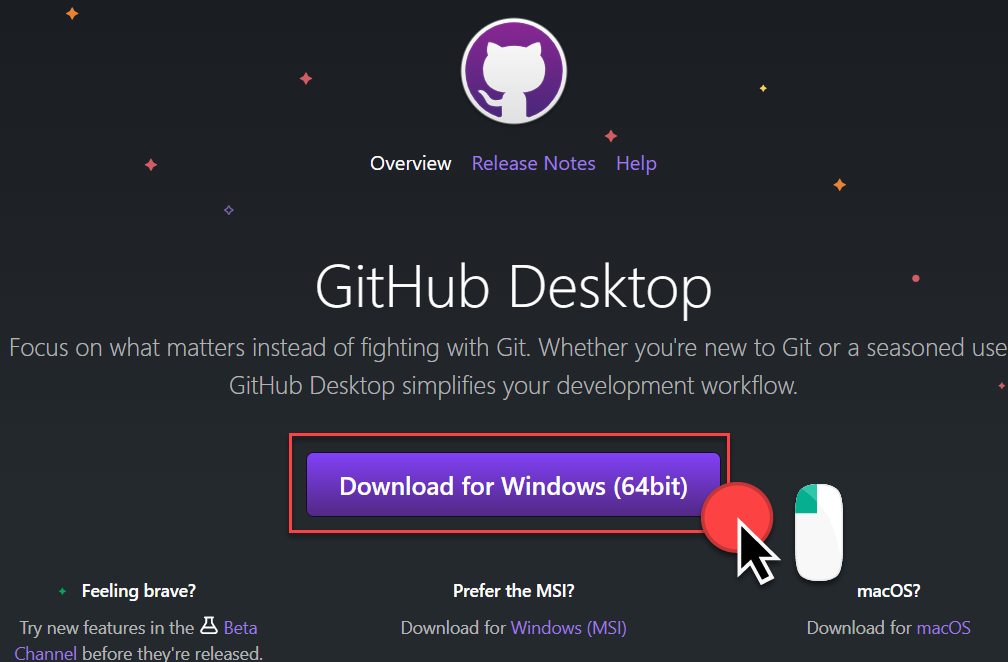 Overview Release Notes Help
GitHub Desktop
Focus on what matters instead of fighting with Git. Whether you're new to Git or a seasoned use
GitHub Desktop simplifies your development workflow.
Download for Windows (64bit)
Feeling brave?
Try new features in the Beta
Channel before they're released.
Prefer the MSI?
Download for Windows (MSI)
macOS?
Download for macOS